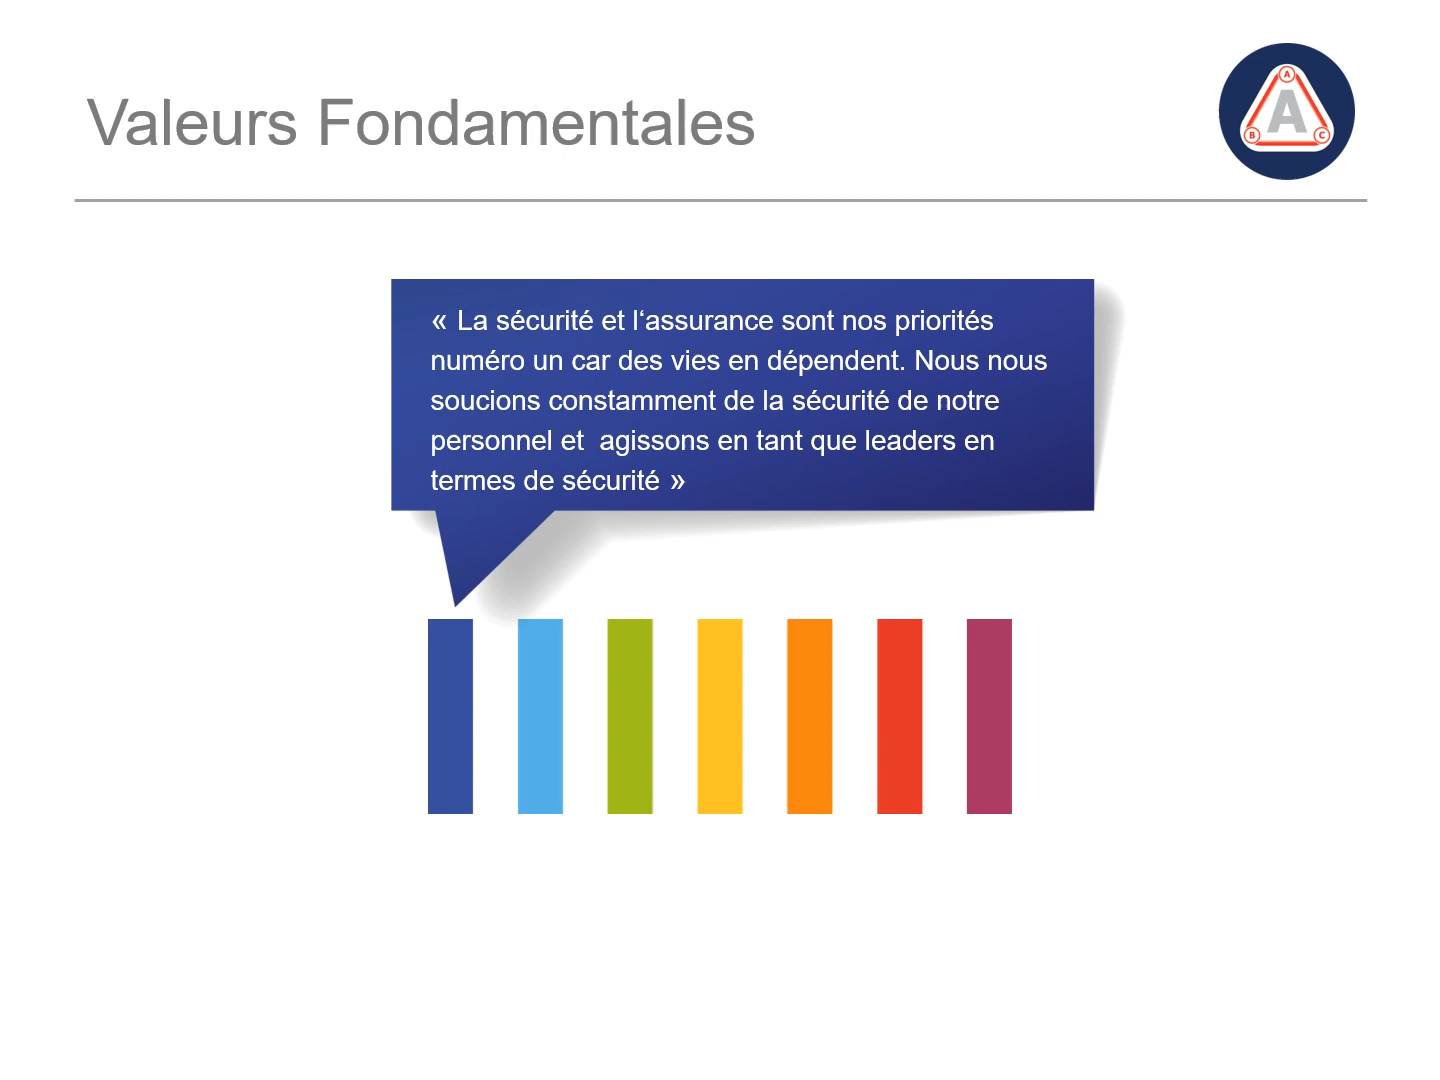 Valeurs Fondamentales
A
A
B
C
« La sécurité et l‘assurance sont nos priorités
numéro un car des vies en dépendent. Nous nous
soucions constamment de la sécurité de notre
personnel et  agissons en tant que leaders en
termes de sécurité »